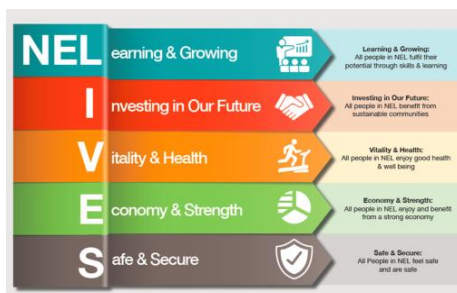 NEL earning & Growing
Learning & Growing:
All people in NEL fulfil their
potential through skills & learning
I nvesting in Our Future
Investing in Our Future:
All people in NEL benefit from
sustainable communities
V itality & Health
Vitality & Health:
All people in NEL enjoy good health
& well being
E conomy & Strength
Economy & Strength:
All people in NEL enjoy and benefit
from a strong economy
S afe & Secure
Safe & Secure:
All People in NEL feel safe
and are safe